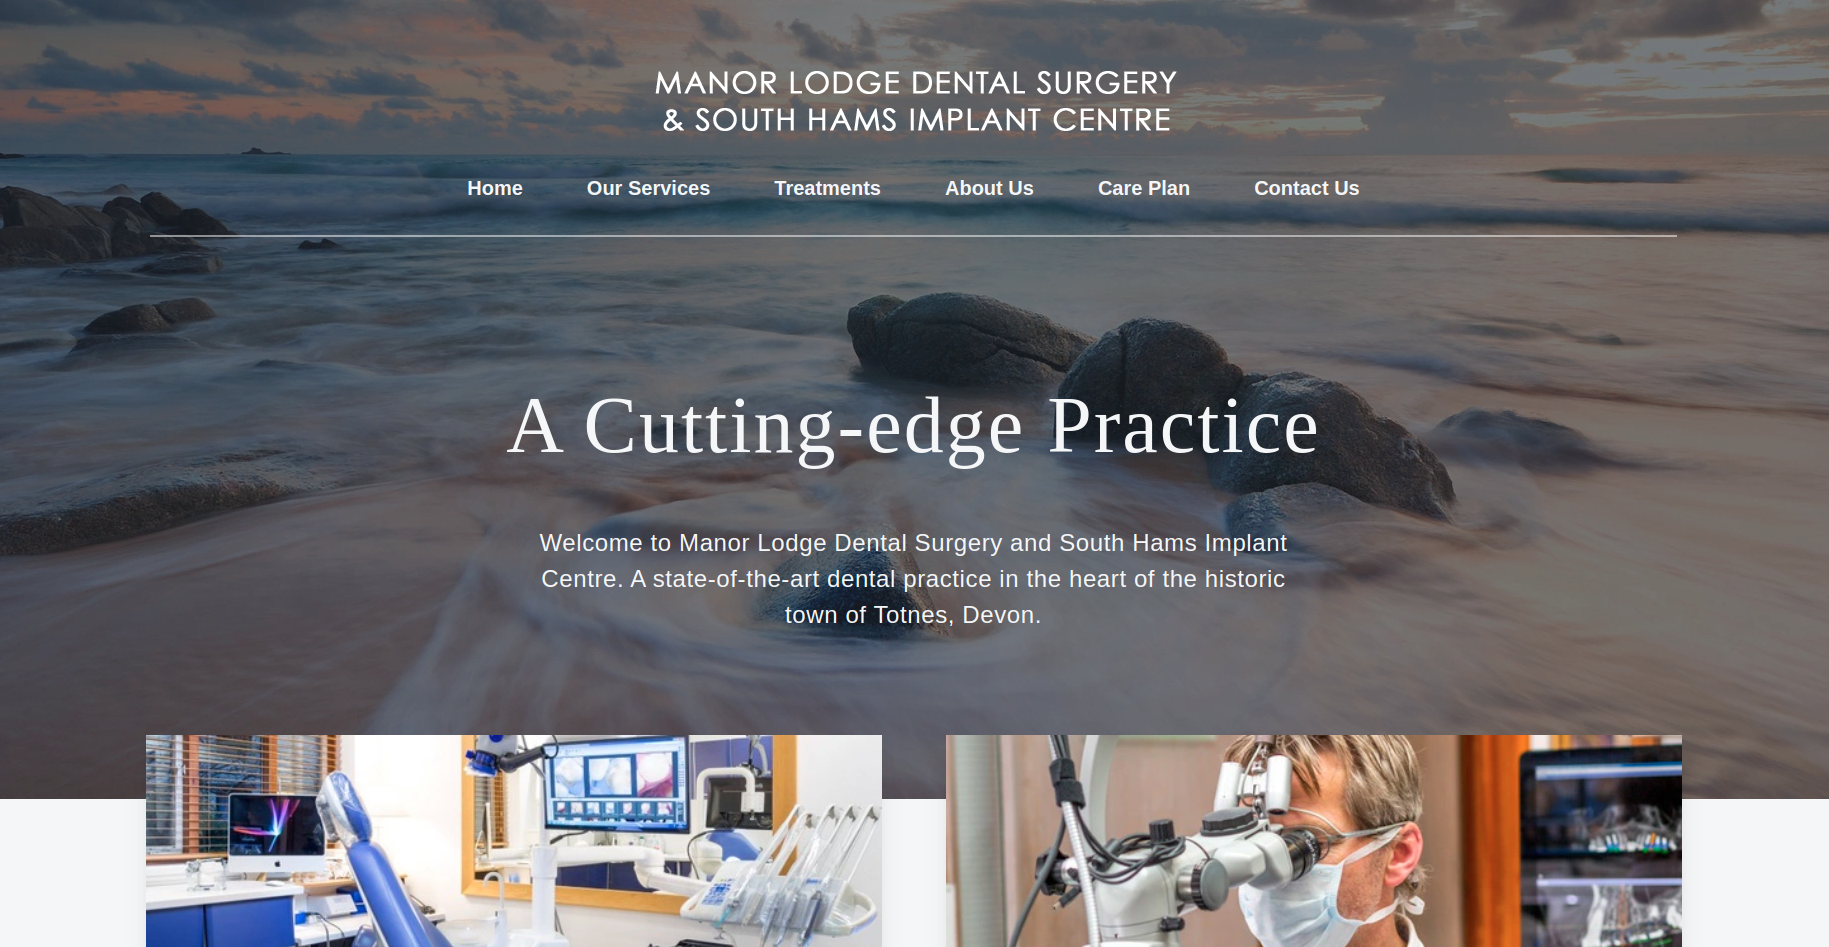 MANOR LODGE DENTAL SURGERY
& SOUTH HAMS IMPLANT CENTRE
Home Our Services Treatments About Us Care Plan Contact Us
A Cutting-edge Practice
Welcome to Manor Lodge Dental Surgery and South Hams Implant
Centre. A state-of-the-art dental practice in the heart of the historic
town of Totnes, Devon.